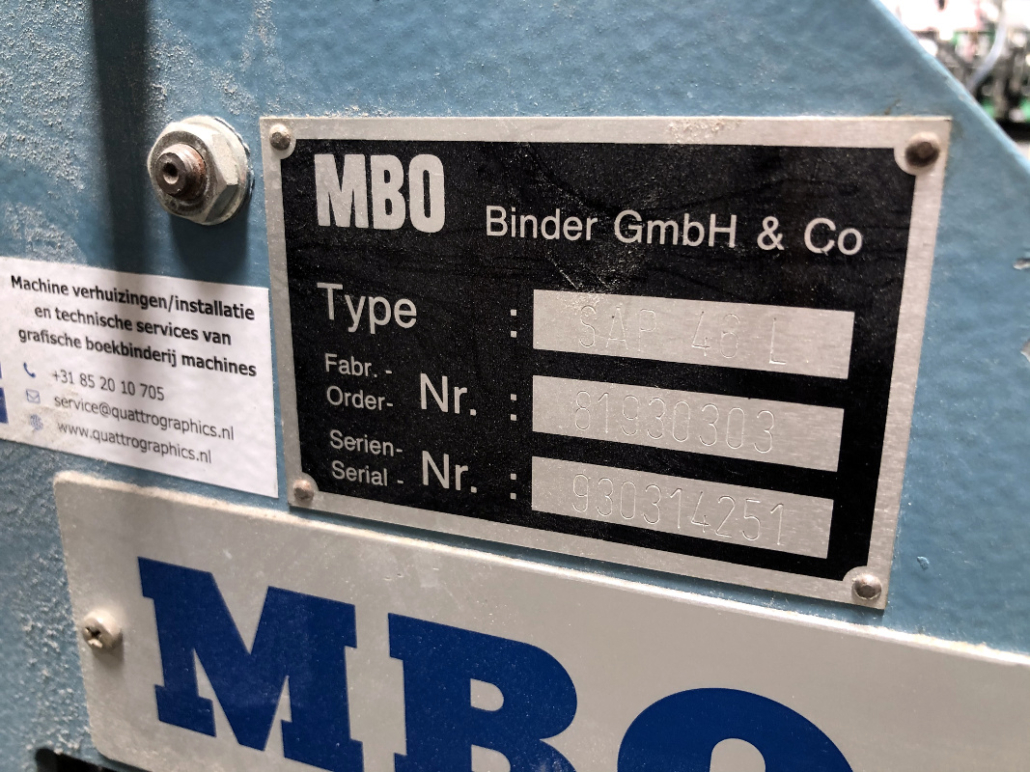 MBO Binder GmbH & Co
Type : SAP 46 L
Fabr. -
Order- Nr. : 81930303
Serien-
Serial - Nr. : 930314251
Machine verhuizingen/installatie
en technische services van
grafische boekbinderij machines
+31 85 20 10 705
service@quattrographics.nl
www.quattrographics.nl
MBO